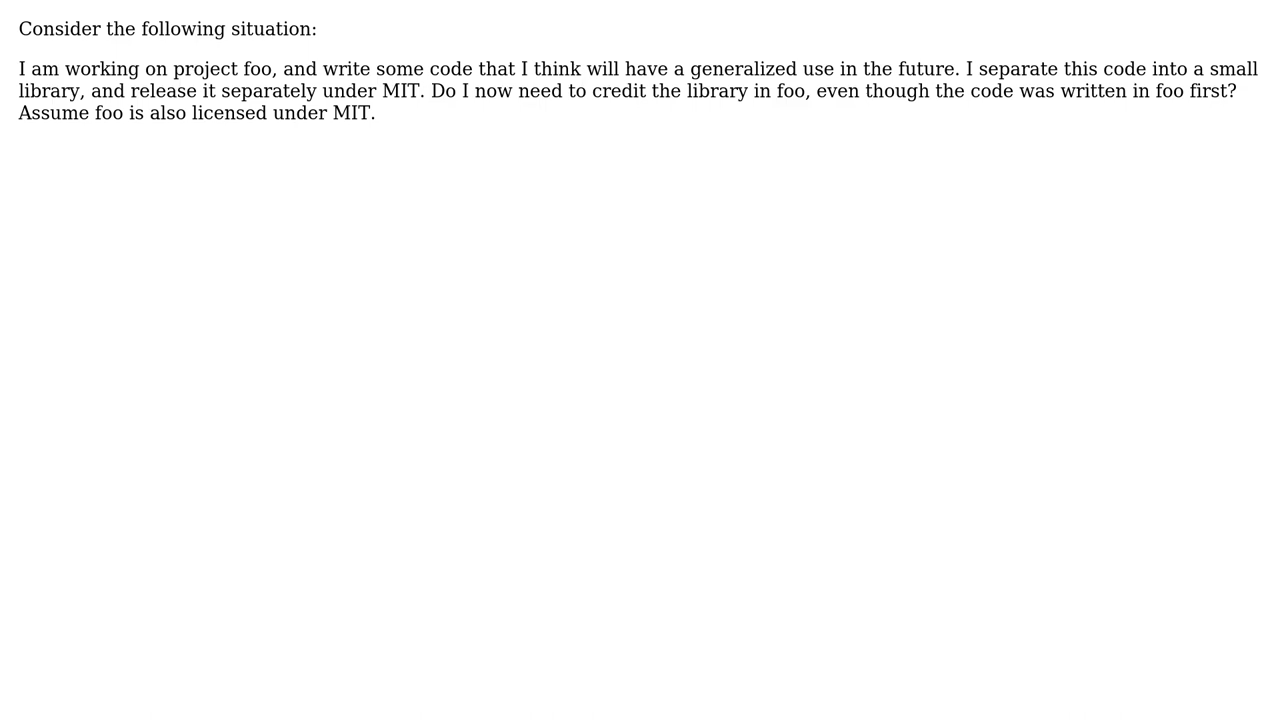 Consider the following situation:
I am working on project foo, and write some code that I think will have a generalized use in the future. I separate this code into a small
library, and release it separately under MIT. Do I now need to credit the library in foo, even though the code was written in foo first?
Assume foo is also licensed under MIT.